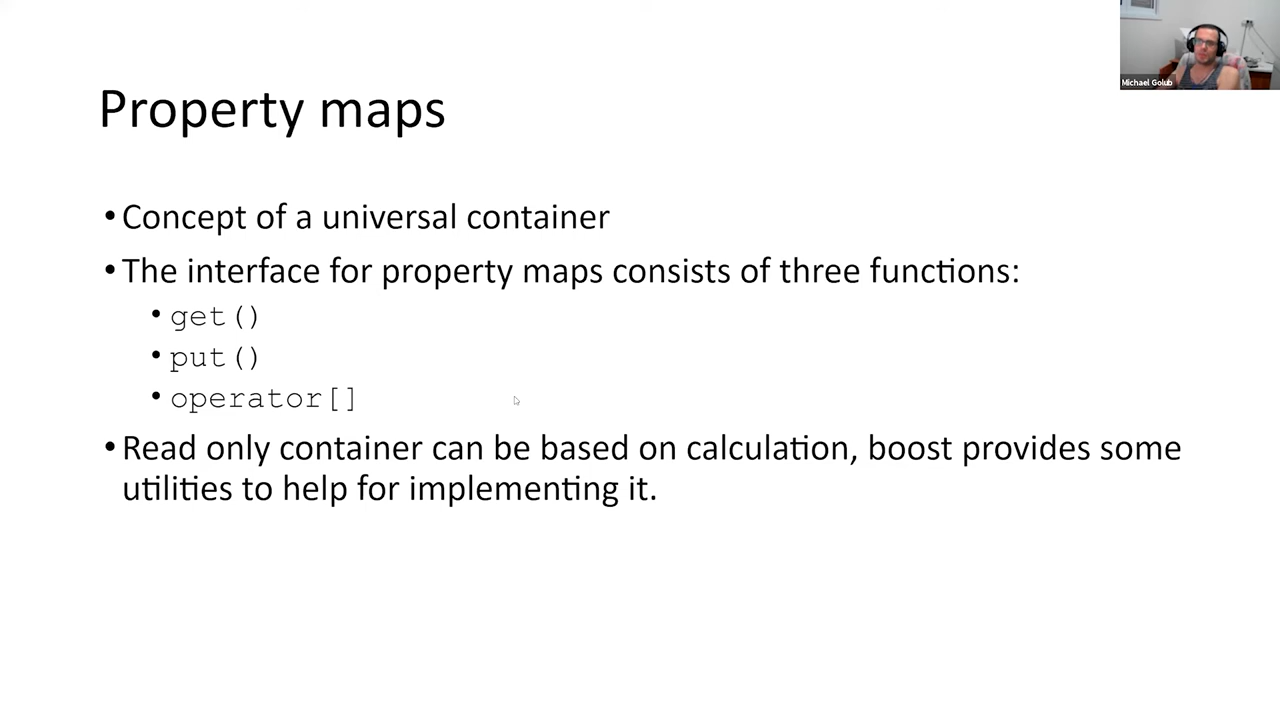 Michael Golub
Property maps
• Concept of a universal container
• The interface for property maps consists of three functions:
• get()
• put()
• operator[]
• Read only container can be based on calculation, boost provides some
utilities to help for implementing it.